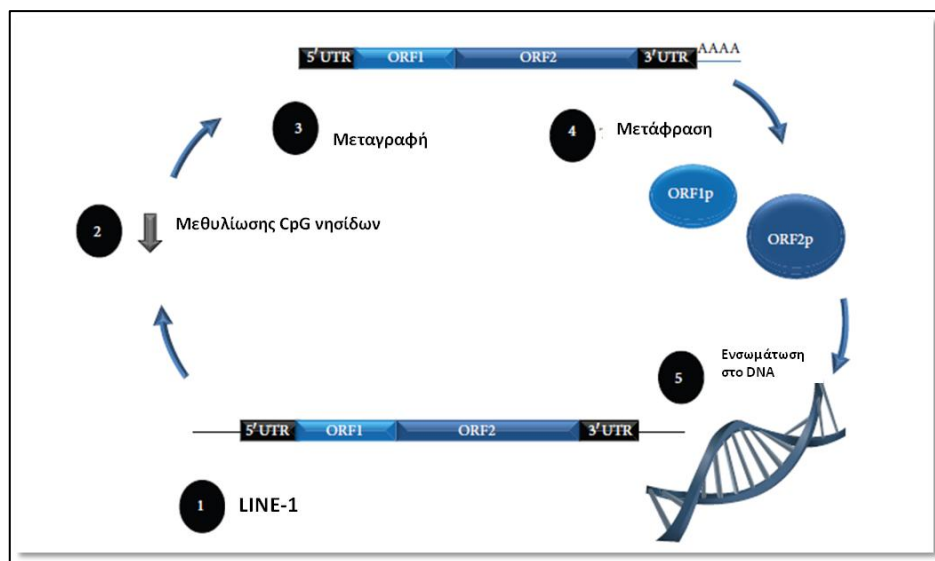 5'UTR ORF1 ORF2 3'UTR AAAA
3 Μεταγραφή
4 Μετάφραση
ORF1p
ORF2p
2 Μεθυλίωσης CpG νησίδων
5 Ενσωμάτωση
στο DNA
5'UTR ORF1 ORF2 3'UTR
1 LINE-1